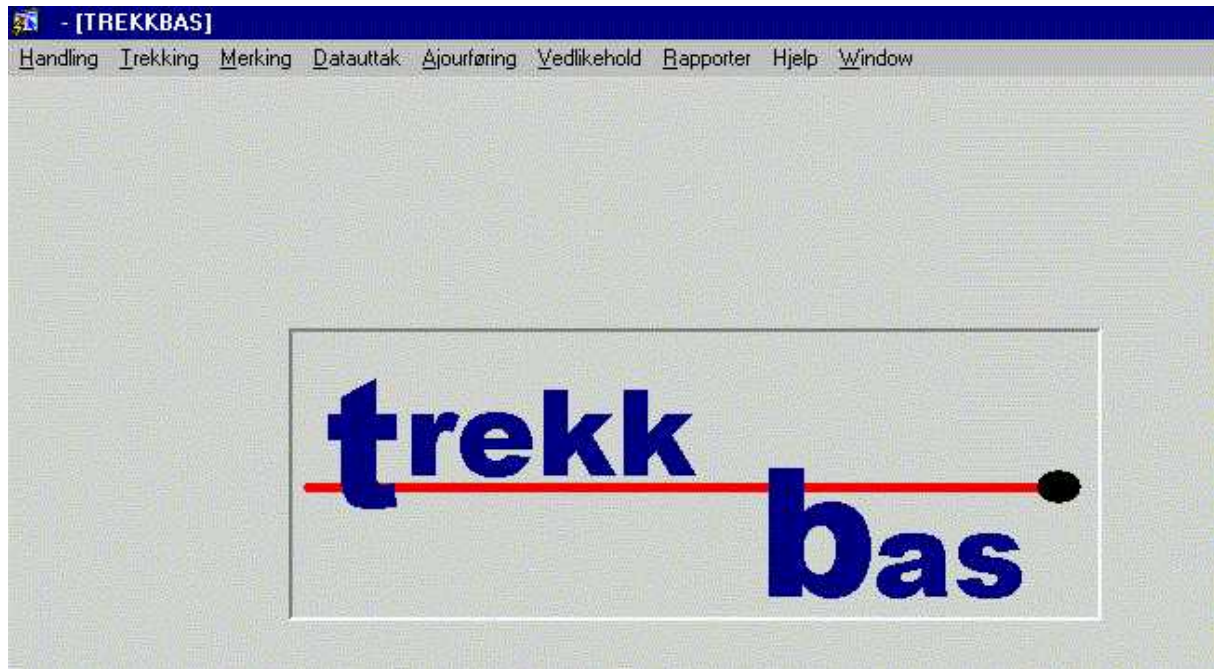 - [TREKKBAS]
Handling Trekking Merking Datauttak Ajourføring Vedlikehold Rapporter Hjelp Window
trekk
bas